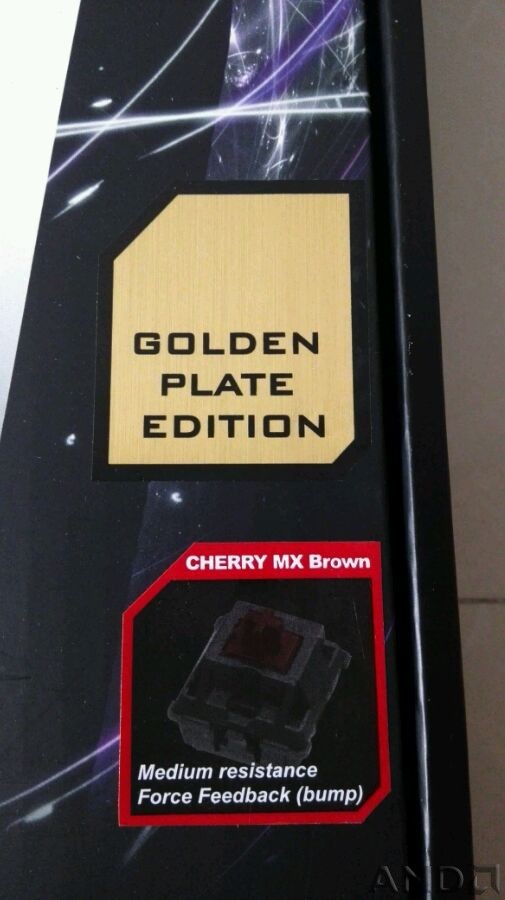 GOLDEN
PLATE
EDITION
CHERRY MX Brown
Medium resistance
Force Feedback (bump)